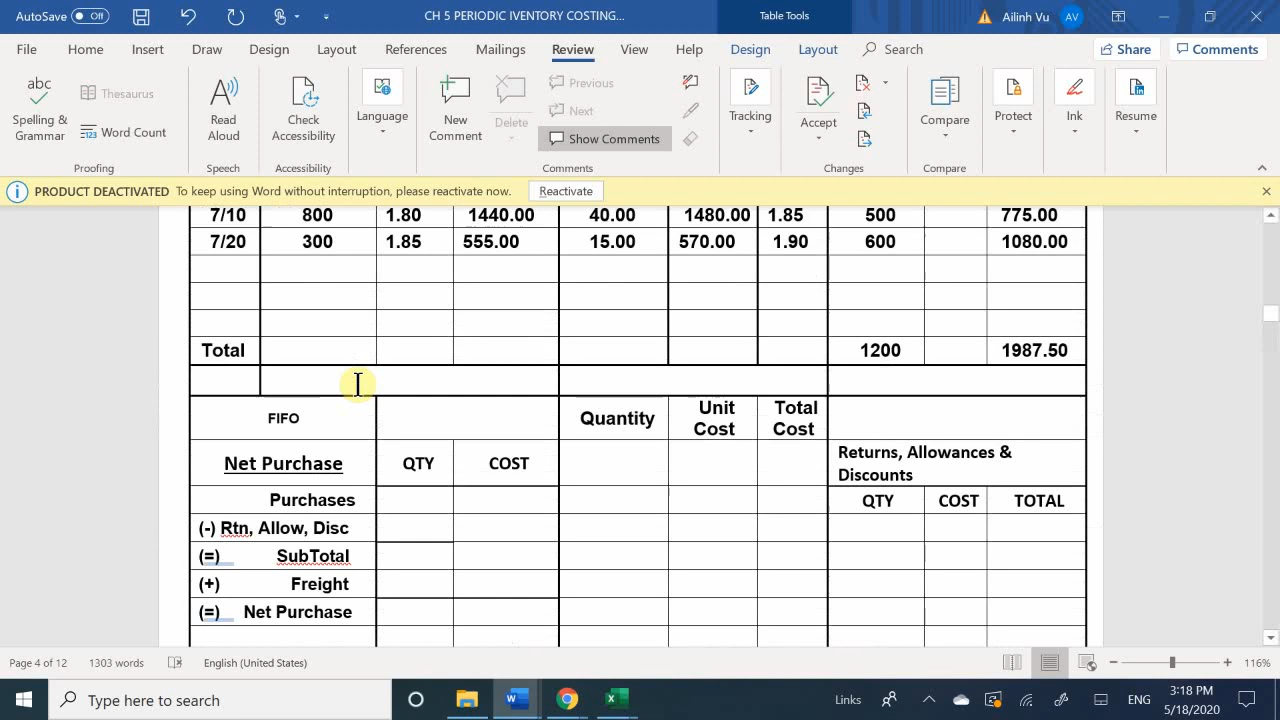 AutoSave Off CH 5 PERIODIC IVENTORY COSTING... Table Tools Ailinh Vu AV
File Home Insert Draw Design Layout References Mailings Review View Help Design Layout Search Share Comments
abc Spelling & Grammar
Thesaurus
123 Word Count
Read Aloud
Check Accessibility
Language
New Comment
Delete
Previous
Next
Show Comments
Tracking
Accept
Compare
Protect
Ink
Resume
Proofing Speech Accessibility Comments Changes Compare
PRODUCT DEACTIVATED To keep using Word without interruption, please reactivate now. Reactivate
7/10 800 1.80 1440.00 40.00 1480.00 1.85 500 775.00
7/20 300 1.85 555.00 15.00 570.00 1.90 600 1080.00
Total 1200 1987.50
FIFO Quantity Unit Cost Total Cost
Net Purchase QTY COST Returns, Allowances & Discounts
Purchases QTY COST TOTAL
(-) Rtn, Allow, Disc
(=) SubTotal
(+) Freight
(=) Net Purchase
Page 4 of 12 1303 words English (United States) 116%
Type here to search Links ENG 3:18 PM
5/18/2020